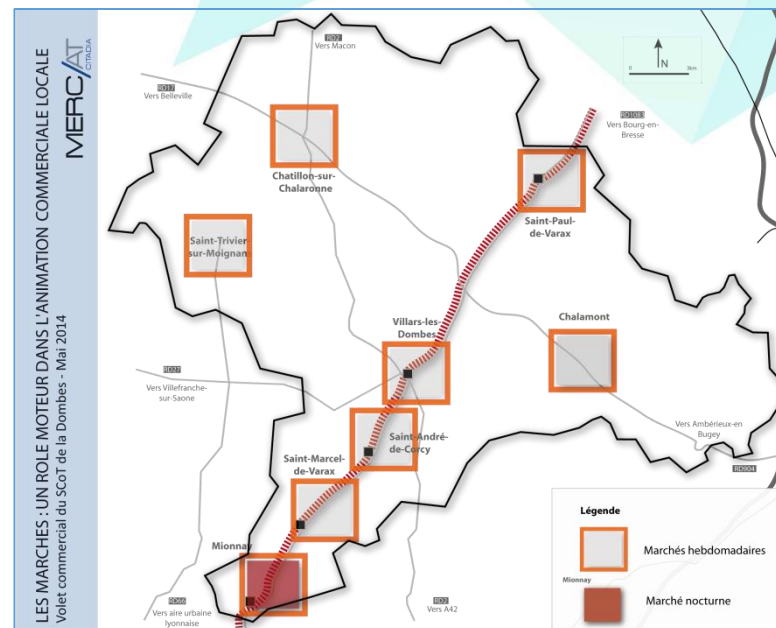 LES MARCHES : UN ROLE MOTEUR DANS L'ANIMATION COMMERCIALE LOCALE
Volet commercial du SCoT de la Dombes - Mai 2014
MERC/AT
CITADIA
RD2
Vers Macon
N
0 3km
RD17
Vers Belleville
RD1083
Vers Bourg-en-
Bresse
Chatillon-sur-
Chalaronne
Saint-Paul-
de-Varax
Saint-Trivier
sur-Moignan
Villars-les-
Dombes
Chalamont
RD27
Vers Villefranche-
sur-Saone
Saint-André-
de-Corcy
Vers Ambérieux-en
Bugey
RD904
Saint-Marcel-
de-Varax
Mionnay
RD66
Vers aire urbaine
lyonnaise
RD2
Vers A42
Légende
Marchés hebdomadaires
Mionnay
Marché nocturne